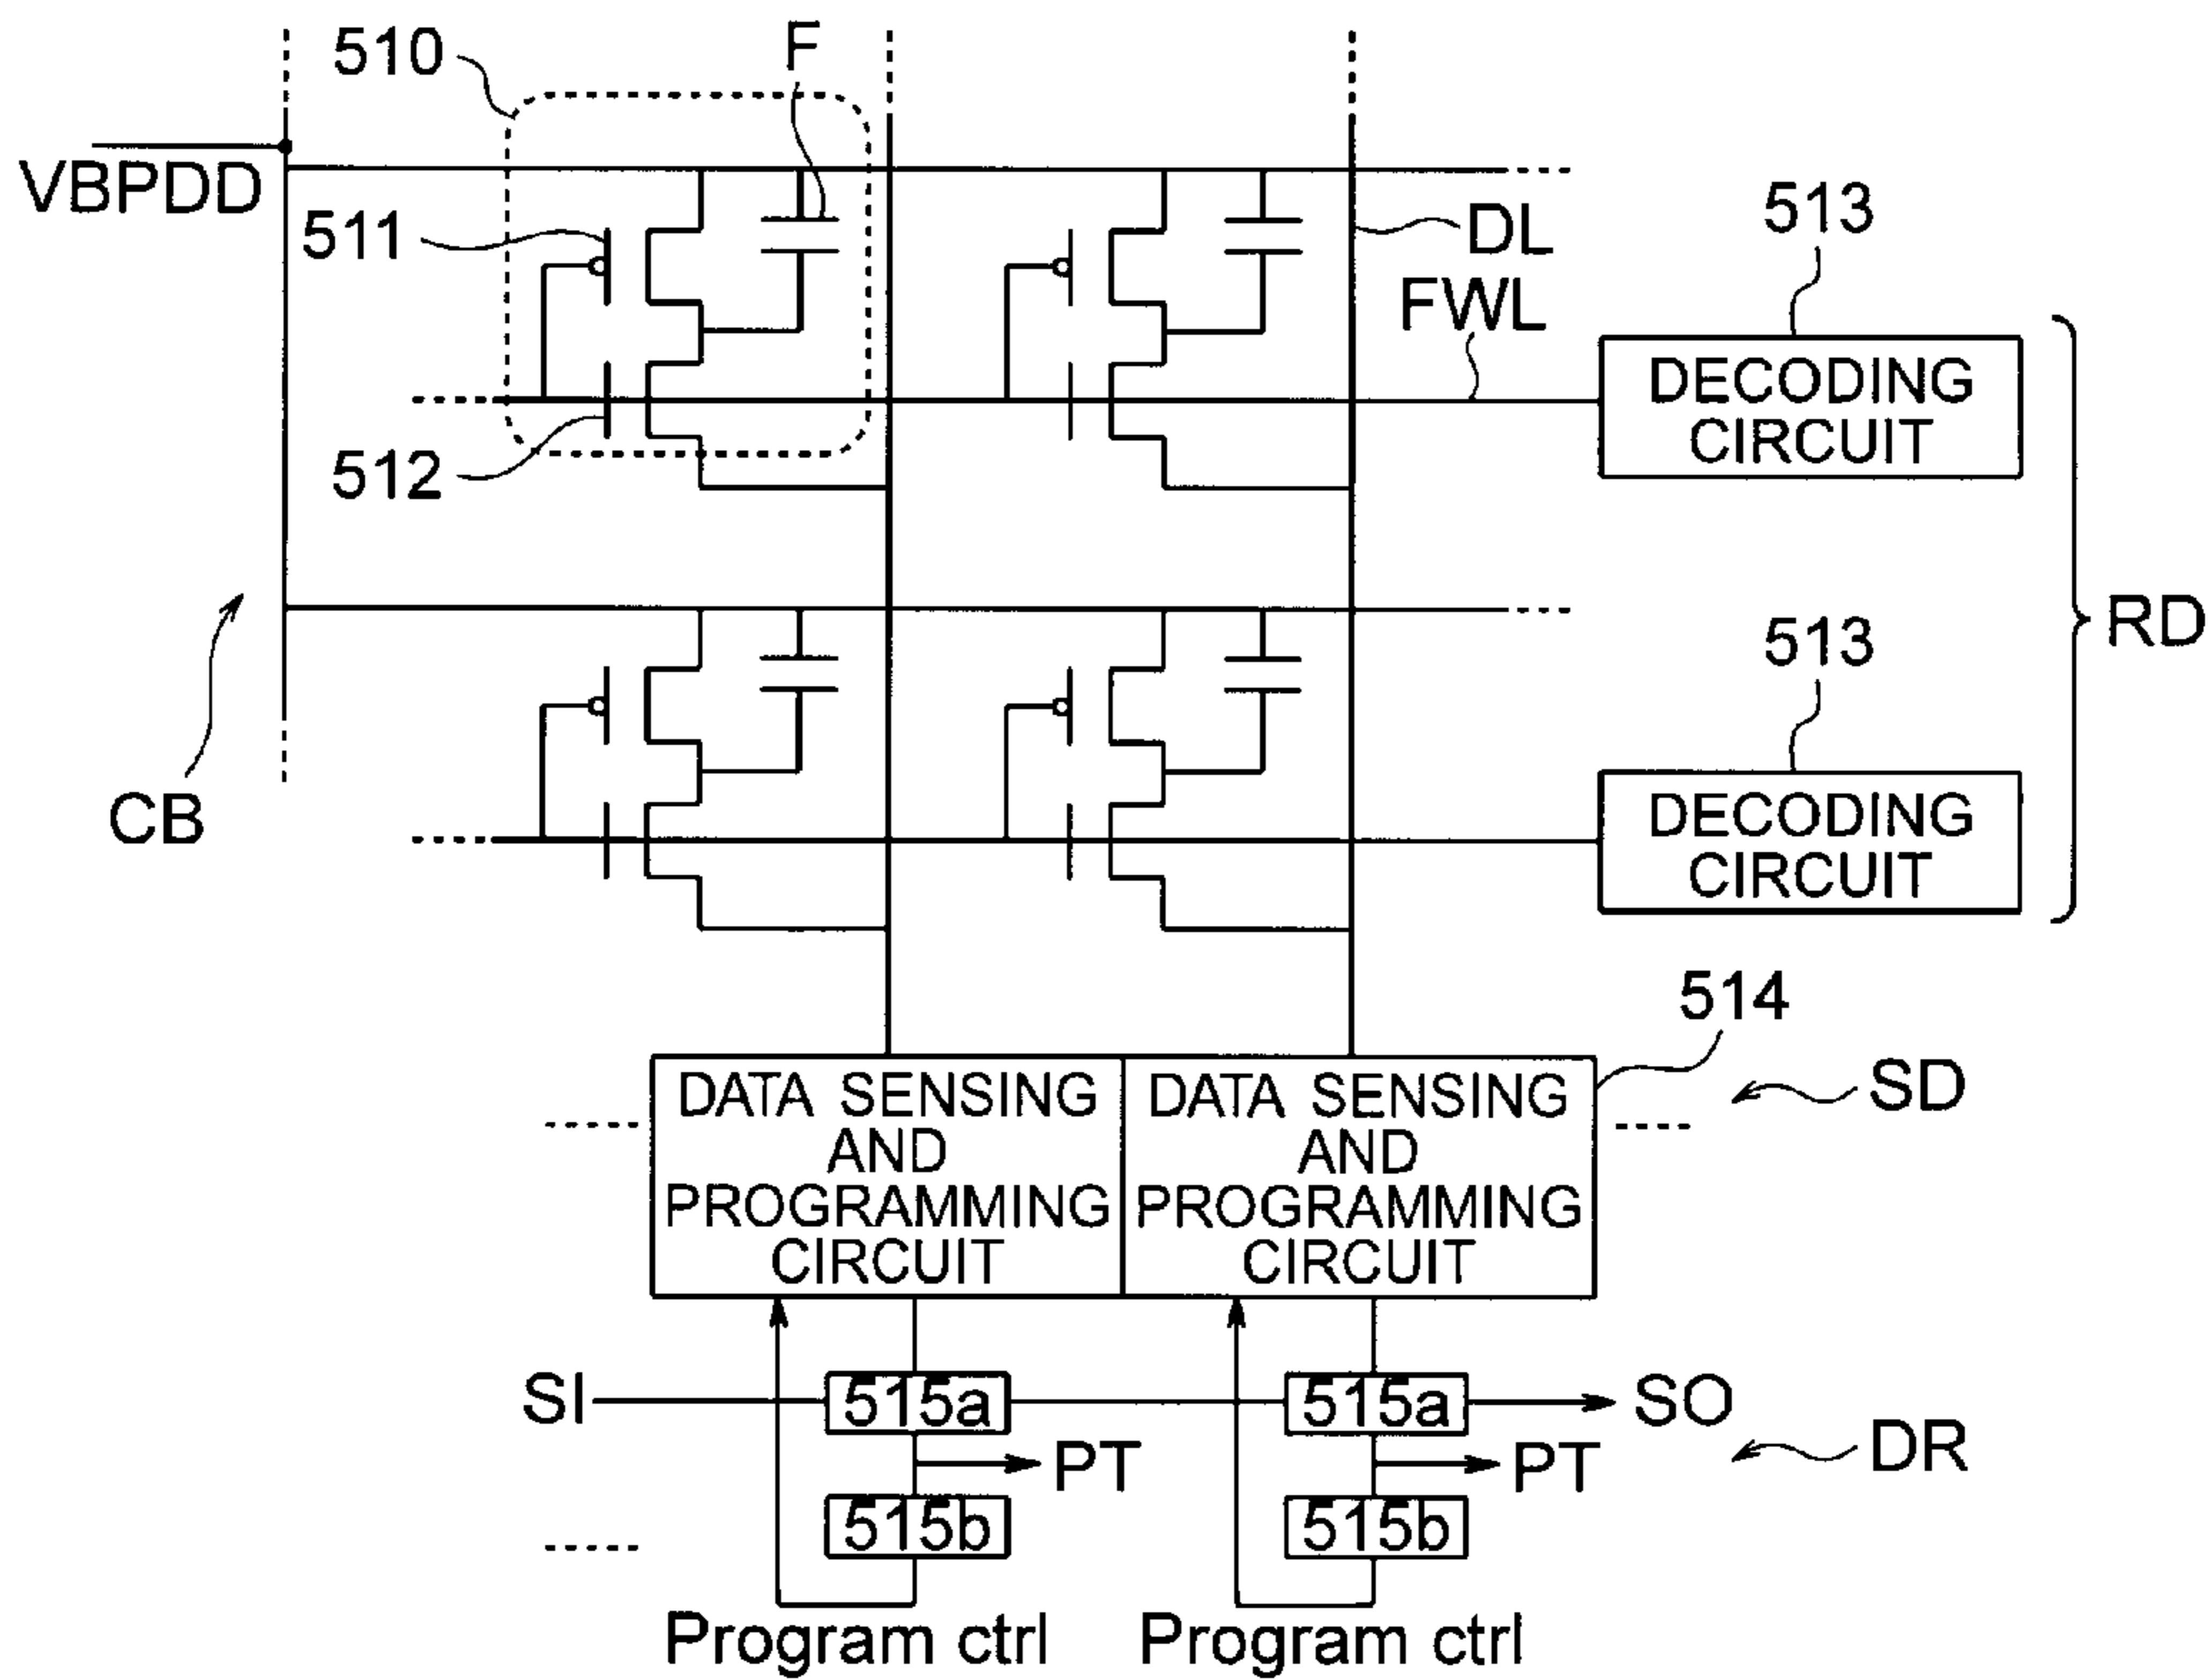 510
F
VBPDD
511
DL
513
FWL
DECODING
CIRCUIT
512
RD
513
CB
DECODING
CIRCUIT
514
DATA SENSING
AND
PROGRAMMING
CIRCUIT
DATA SENSING
AND
PROGRAMMING
CIRCUIT
SD
SI
515a
515a
SO
PT
PT
DR
515b
515b
Program ctrl
Program ctrl